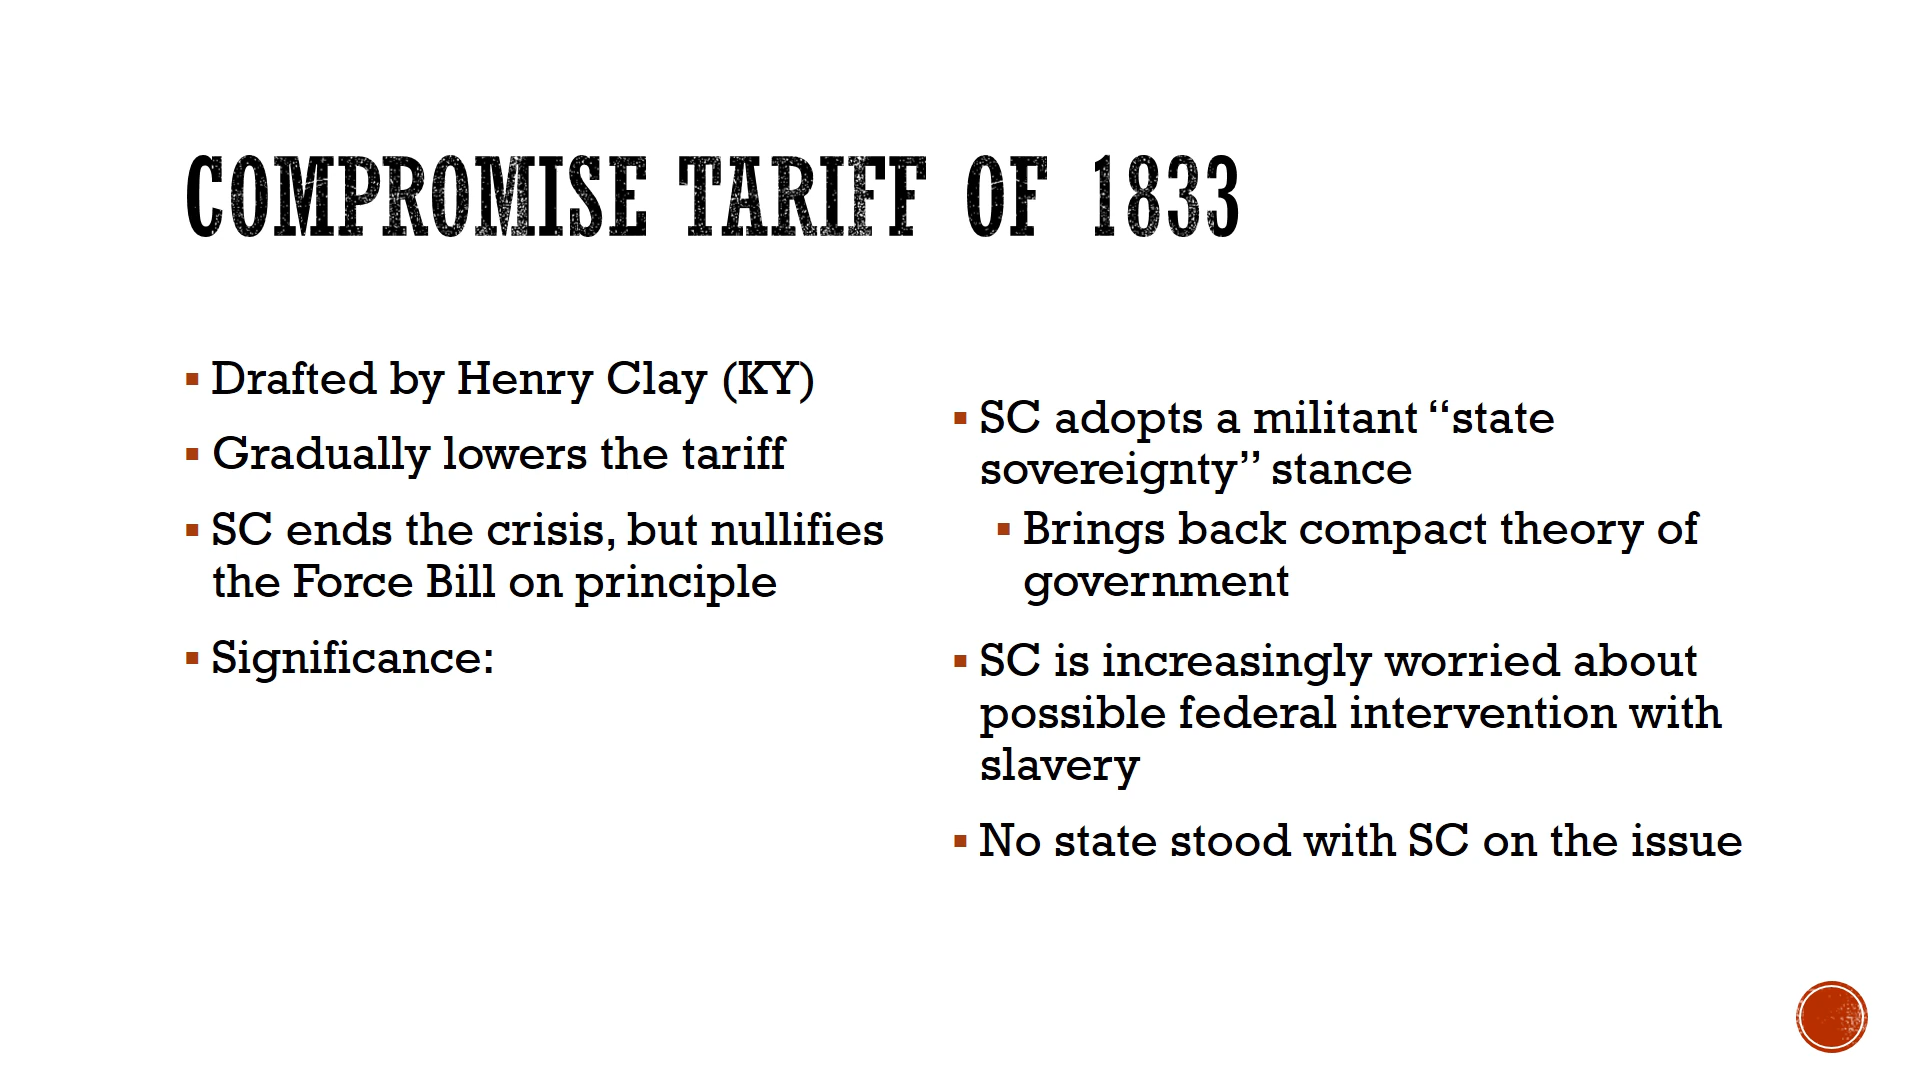 COMPROMISE TARIFF OF 1833
▪ Drafted by Henry Clay (KY)
▪ Gradually lowers the tariff
▪ SC ends the crisis, but nullifies
the Force Bill on principle
▪ Significance:
▪ SC adopts a militant “state
sovereignty” stance
▪ Brings back compact theory of
government
▪ SC is increasingly worried about
possible federal intervention with
slavery
▪ No state stood with SC on the issue